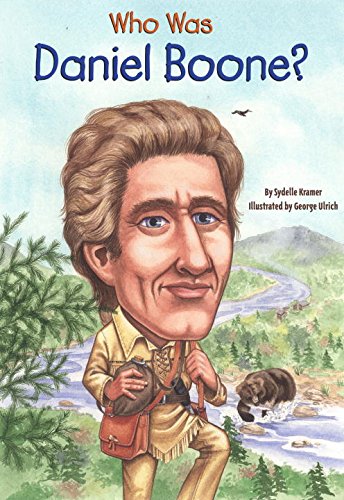 Who Was
Daniel Boone?
By Sydelle Kramer
Illustrated by George Ulrich